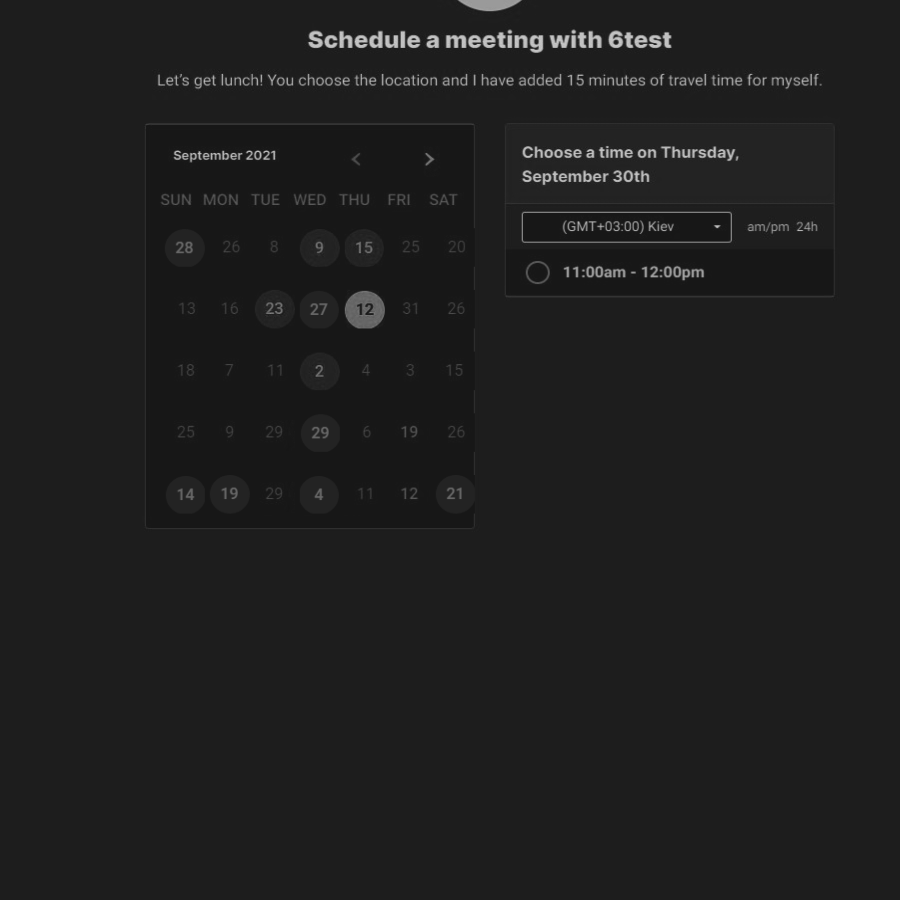 Schedule a meeting with 6test
Let's get lunch! You choose the location and I have added 15 minutes of travel time for myself.
September 2021
SUN MON TUE WED THU FRI SAT
28 26 8 9 15 25 20
13 16 23 27 12 31 26
18 7 11 2 4 3 15
25 9 29 29 6 19 26
14 19 29 4 11 12 21
Choose a time on Thursday,
September 30th
(GMT+03:00) Kiev am/pm 24h
11:00am - 12:00pm